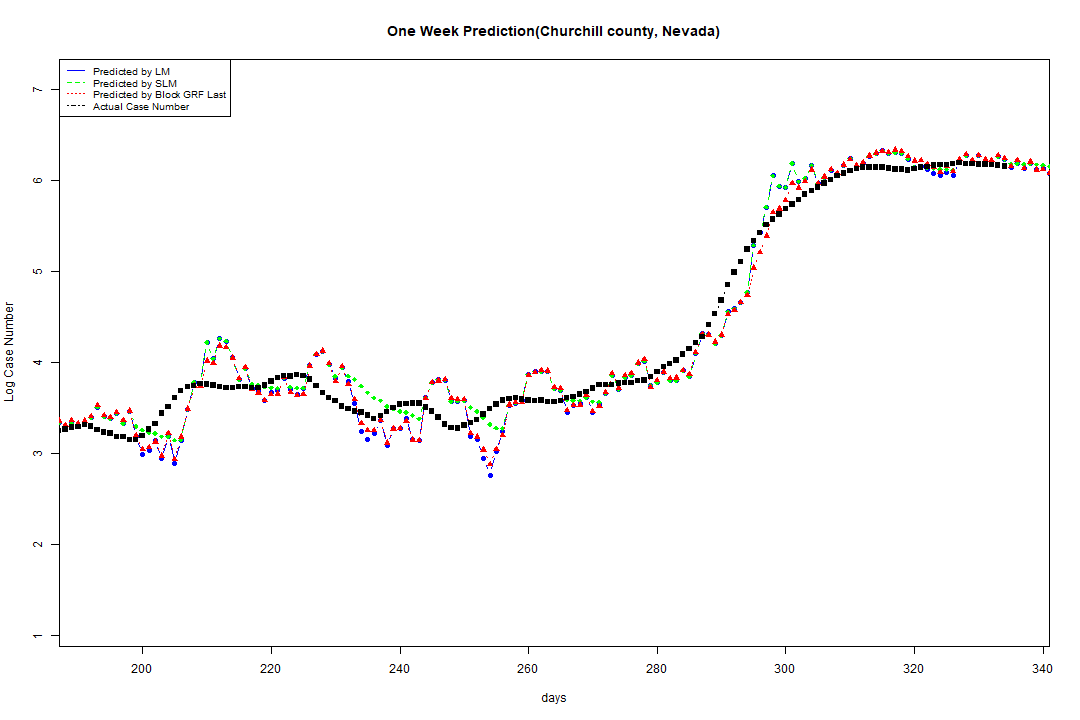 One Week Prediction(Churchill county, Nevada)
Predicted by LM
Predicted by SLM
Predicted by Block GRF Last
Actual Case Number
7
6
5
4
3
2
1
Log Case Number
200 220 240 260 280 300 320 340
days